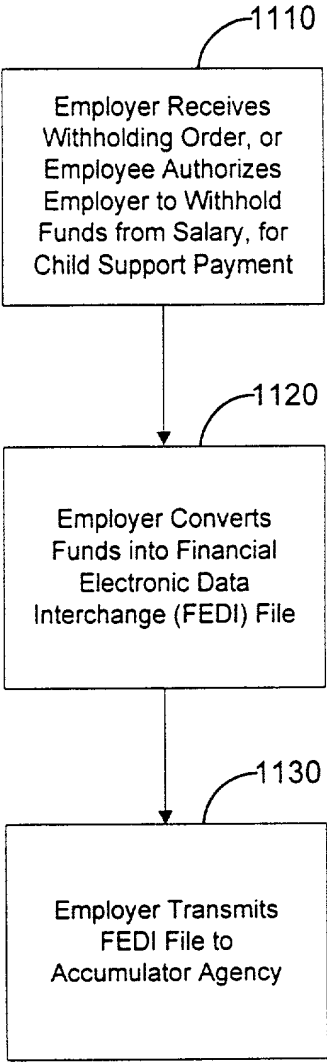 1110
Employer Receives
Withholding Order, or
Employee Authorizes
Employer to Withhold
Funds from Salary, for
Child Support Payment
1120
Employer Converts
Funds into Financial
Electronic Data
Interchange (FEDI) File
1130
Employer Transmits
FEDI File to
Accumulator Agency